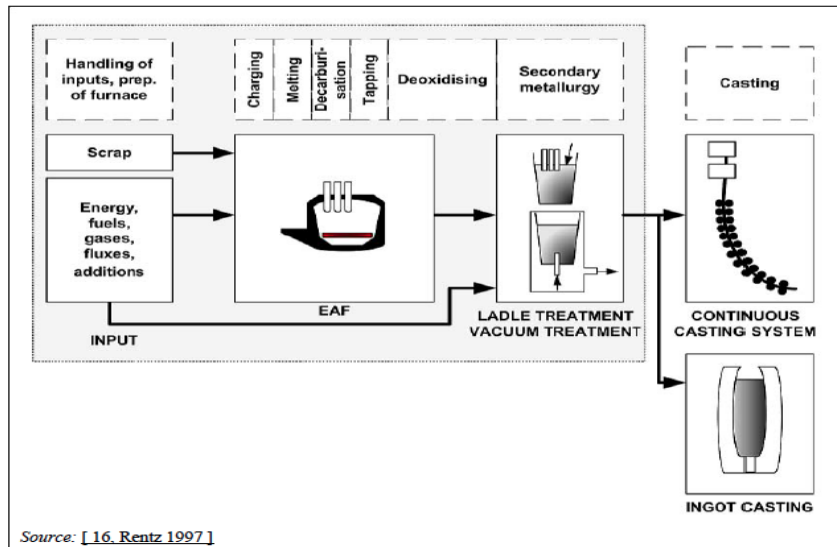 Handling of
inputs, prep.
of furnace
Charging
Melting
Decarburi-
sation
Tapping
Deoxidising
Secondary
metallurgy
Casting
Scrap
Energy,
fuels,
gases,
fluxes,
additions
INPUT
EAF
LADLE TREATMENT
VACUUM TREATMENT
CONTINUOUS
CASTING SYSTEM
INGOT CASTING
Source: [ 16, Rentz 1997 ]